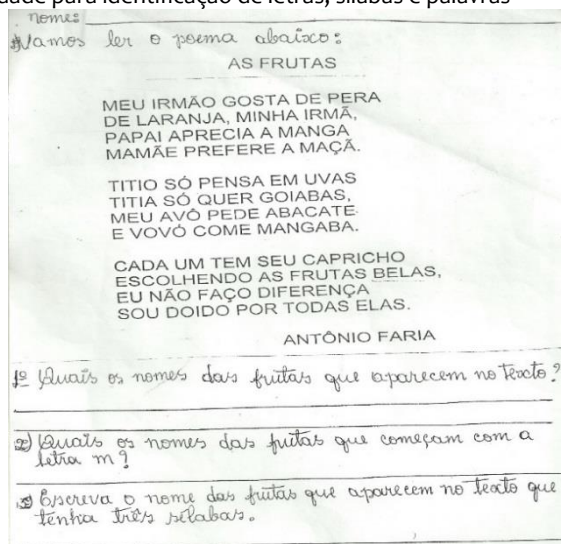 dade para identificação de letras, sílabas e palavras
nomes
Vamos ler o poema abaixo:
AS FRUTAS
MEU IRMÃO GOSTA DE PERA
DE LARANJA, MINHA IRMÃ,
PAPAI APRECIA A MANGA
MAMÃE PREFERE A MAÇÃ.
TITIO SÓ PENSA EM UVAS
TITIA SÓ QUER GOIABAS,
MEU AVÔ PEDE ABACATE
E VOVÓ COME MANGABA.
CADA UM TEM SEU CAPRICHO
ESCOLHENDO AS FRUTAS BELAS,
EU NÃO FAÇO DIFERENÇA
SOU DOIDO POR TODAS ELAS.
ANTÔNIO FARIA
1º Quais os nomes das frutas que aparecem no texto?
2) Quais os nomes das frutas que começam com a
letra m?
3) Escreva o nome das frutas que aparecem no texto que
tenha três sílabas.